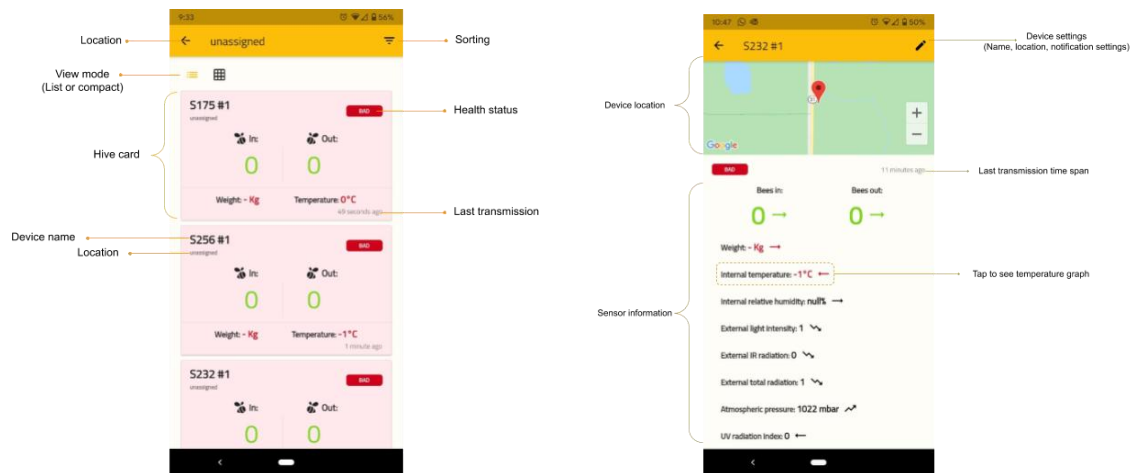 9:33
56%
Location
unassigned
Sorting
View mode
(List or compact)
Hive card
S175 #1
unassigned
BAD
Health status
In:
Out:
0
0
Weight: - Kg
Temperature: 0°C
49 seconds ago
Last transmission
Device name
S256 #1
Location
unassigned
BAD
In:
Out:
0
0
Weight: - Kg
Temperature: -1°C
1 minute ago
S232 #1
unassigned
BAD
In:
Out:
0
0
10:47
50%
S232 #1
Device settings
(Name, location, notification settings)
Device location
+
−
Google
BAD
11 minutes ago
Last transmission time span
Bees in:
Bees out:
0 →
0 →
Weight: - Kg →
Internal temperature: -1°C ←
Tap to see temperature graph
Internal relative humidity: null% →
Sensor information
External light intensity: 1
External IR radiation: 0
External total radiation: 1
Atmospheric pressure: 1022 mbar
UV radiation index: 0 ←